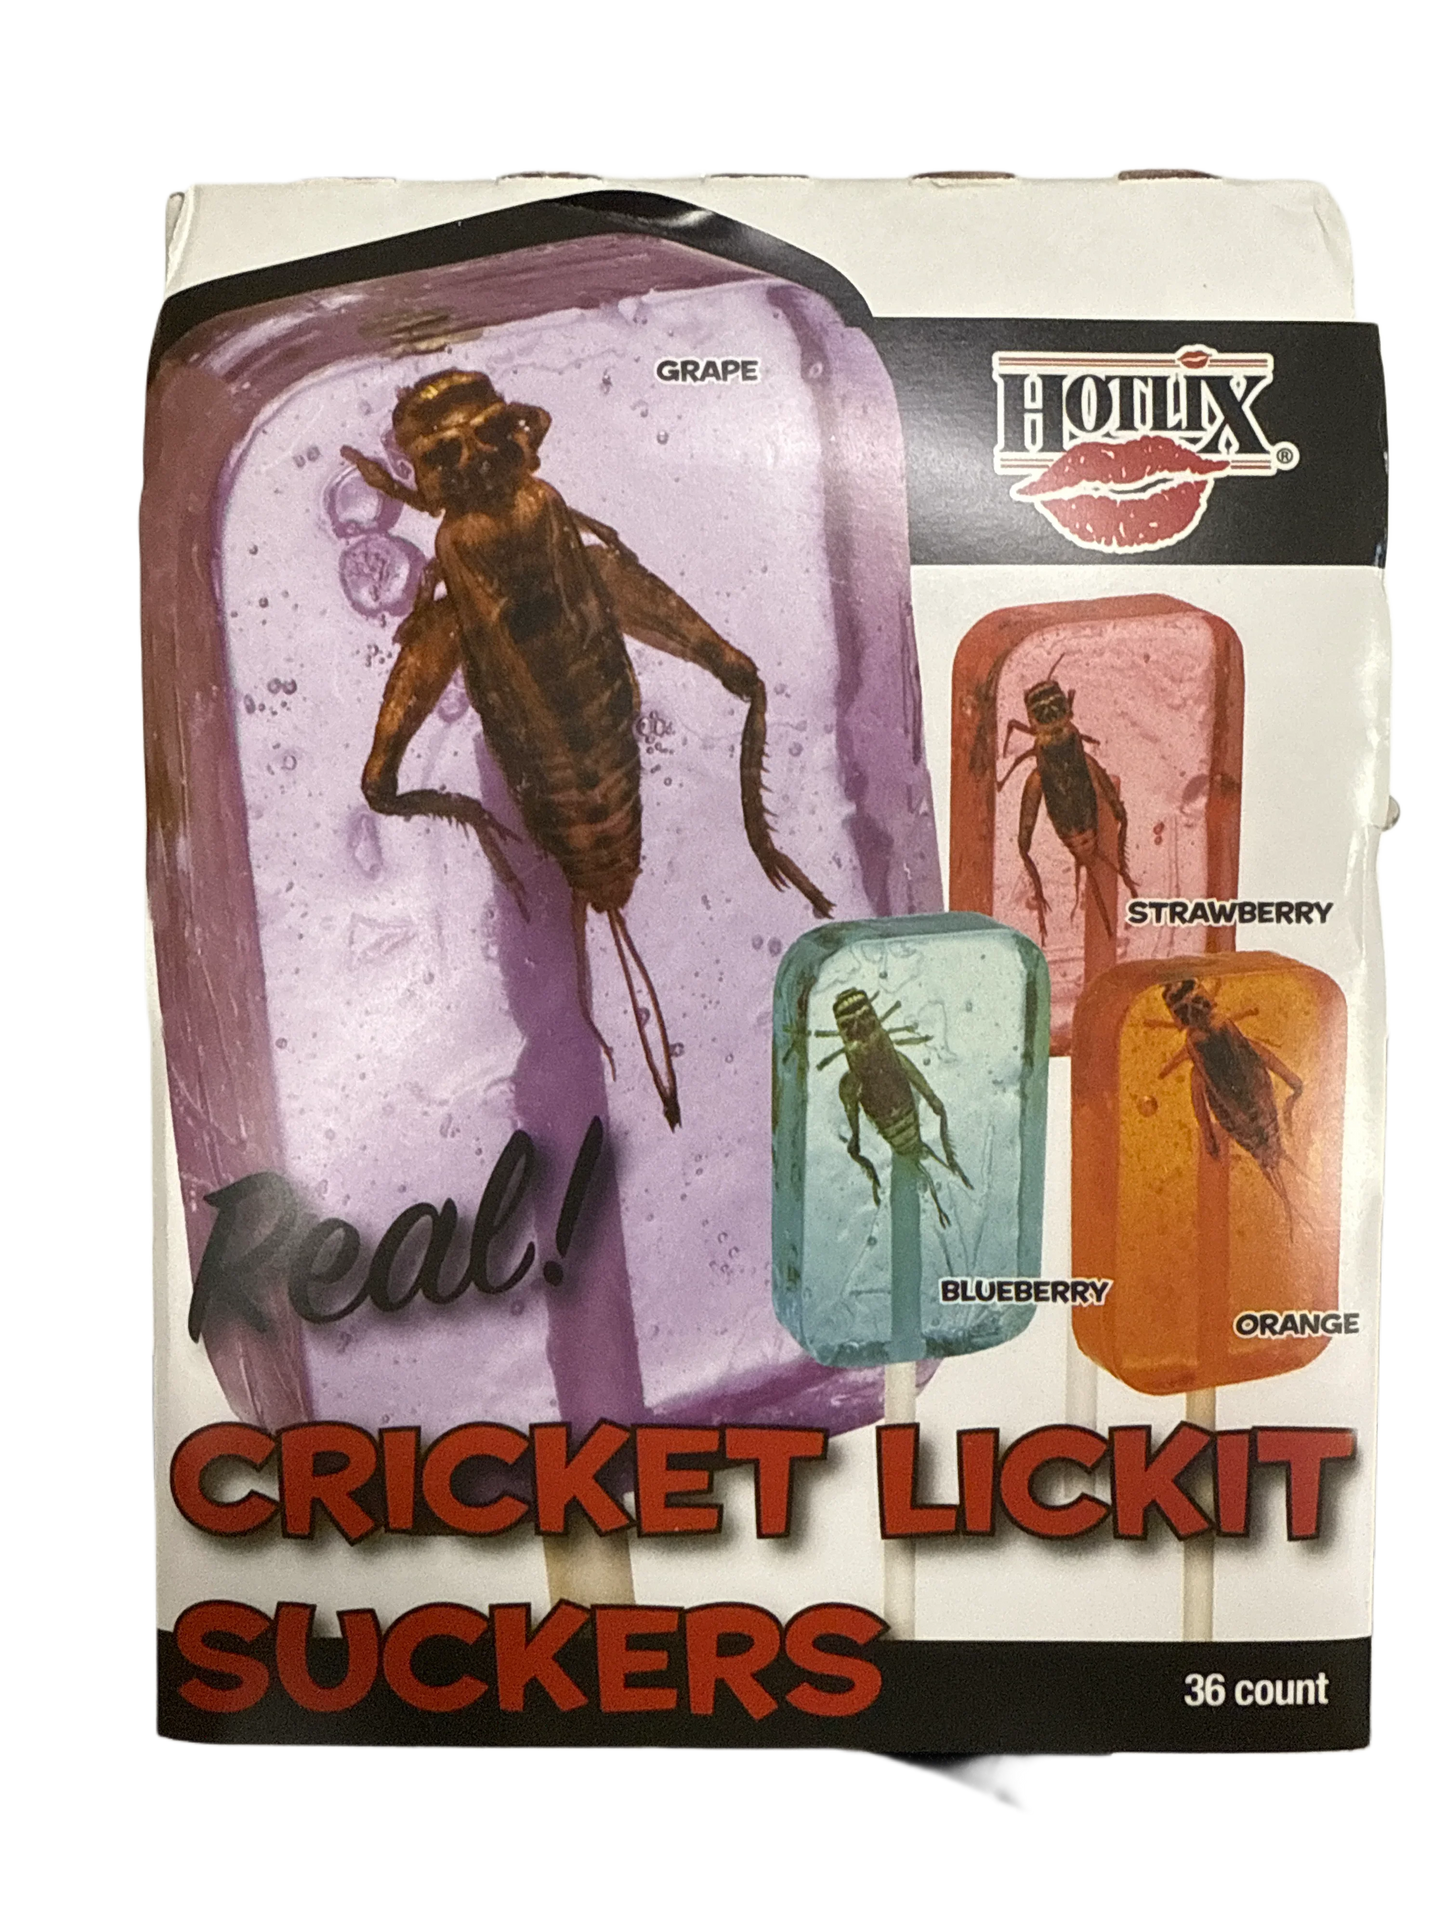 GRAPE
HOTLIX®
STRAWBERRY
BLUEBERRY
ORANGE
Real!
CRICKET LICKIT
SUCKERS
36 count